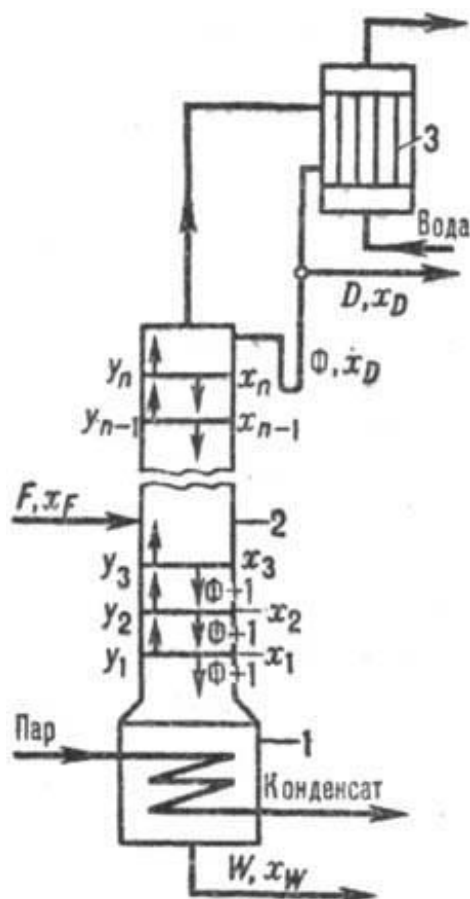 3
Вода
D, x_D
Ф, x_D
y_n x_n
y_{n-1} x_{n-1}
F, x_F
2
y_3 x_3
Ф+1
y_2 x_2
Ф+1
y_1 x_1
Ф+1
Пар
1
Конденсат
W, x_W